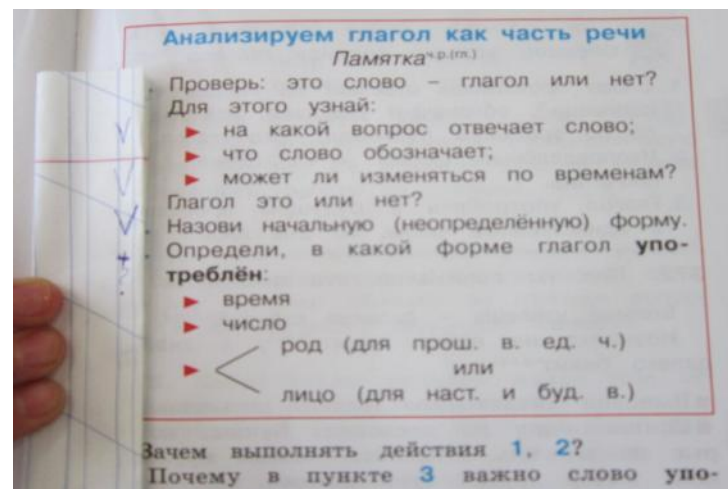 Анализируем глагол как часть речи
Памятка ч.р.(гл.)
Проверь: это слово – глагол или нет?
Для этого узнай:
► на какой вопрос отвечает слово;
► что слово обозначает;
► может ли изменяться по временам?
Глагол это или нет?
Назови начальную (неопределённую) форму.
Определи, в какой форме глагол упо-
треблён:
► время
► число
род (для прош. в. ед. ч.)
► или
лицо (для наст. и буд. в.)
V
V
V
+
?
Зачем выполнять действия 1, 2?
Почему в пункте 3 важно слово упо-